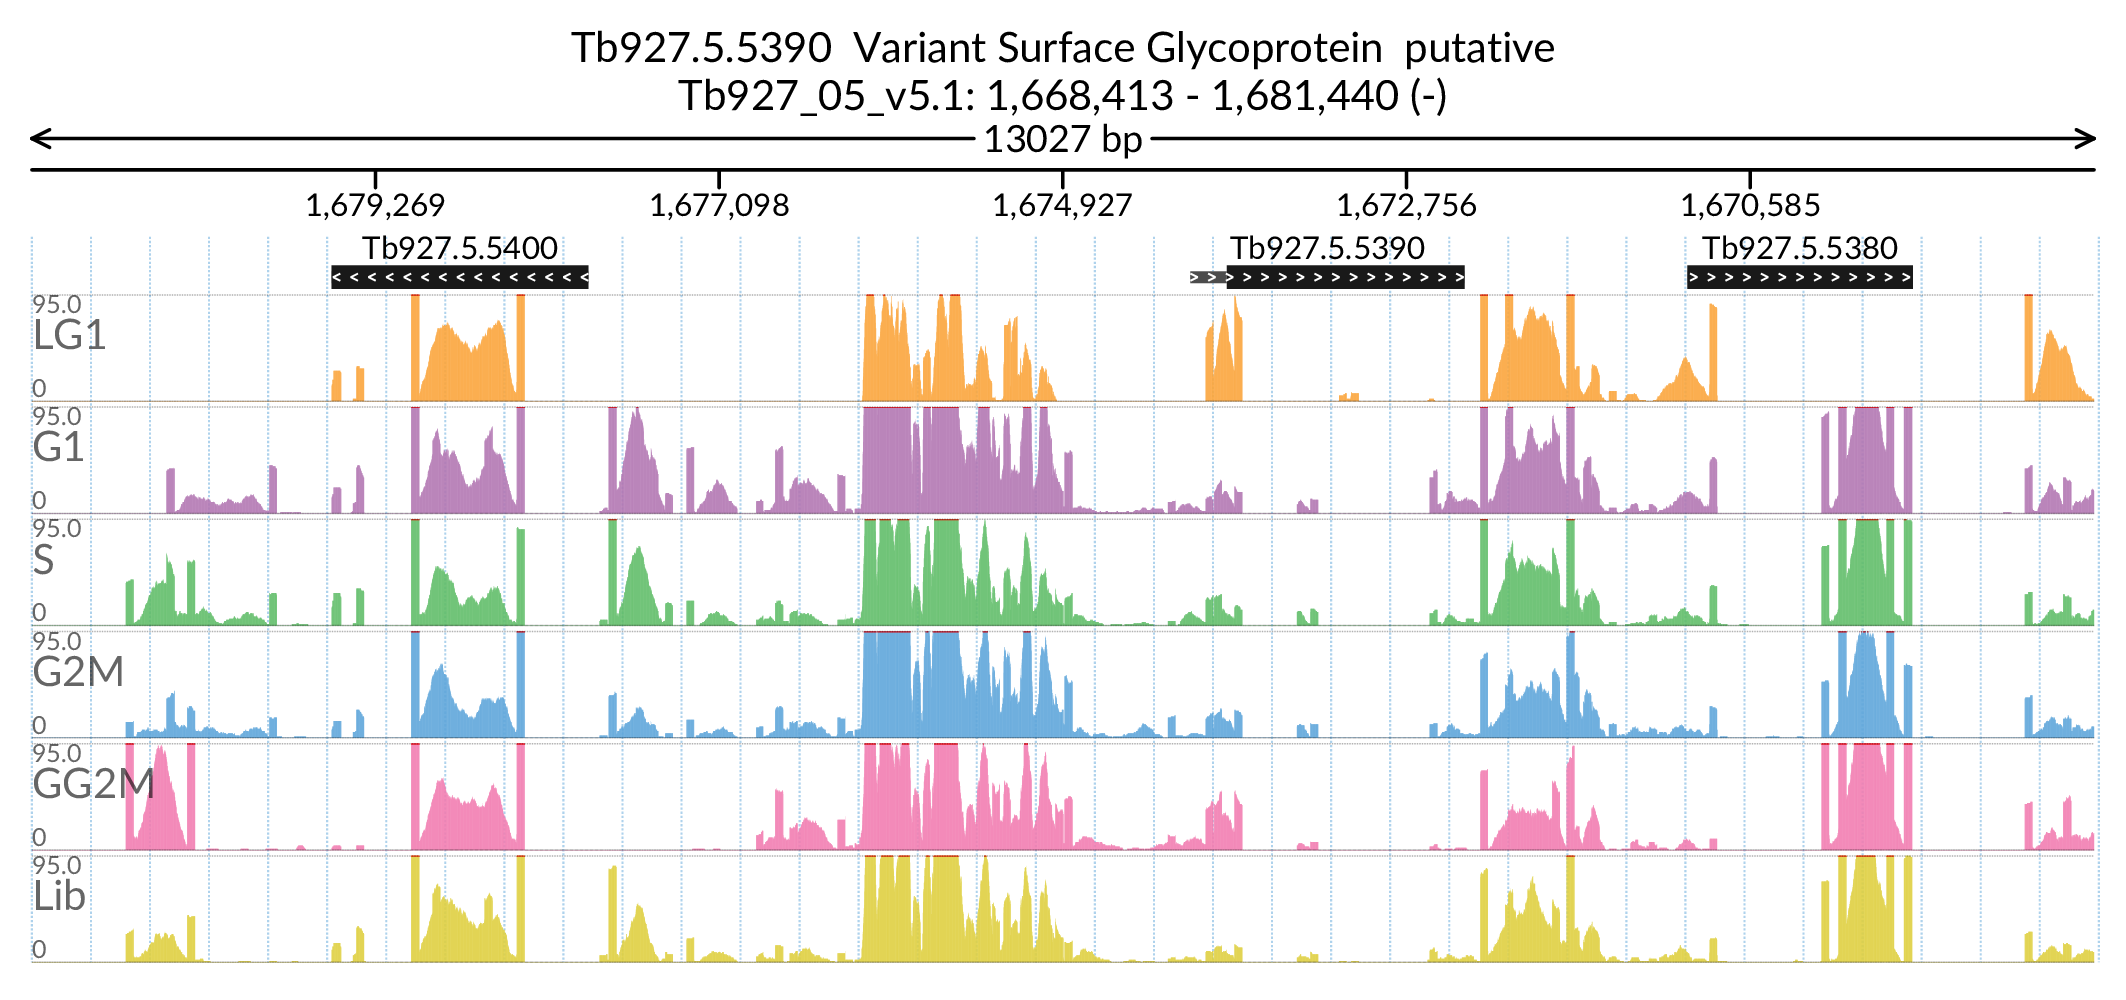 Tb927.5.5390  Variant Surface Glycoprotein  putative
Tb927_05_v5.1: 1,668,413 - 1,681,440 (-)
13027 bp
1,679,269 1,677,098 1,674,927 1,672,756 1,670,585
Tb927.5.5400 Tb927.5.5390 Tb927.5.5380
95.0
LG1
0
95.0
G1
0
95.0
S
0
95.0
G2M
0
95.0
GG2M
0
95.0
Lib
0